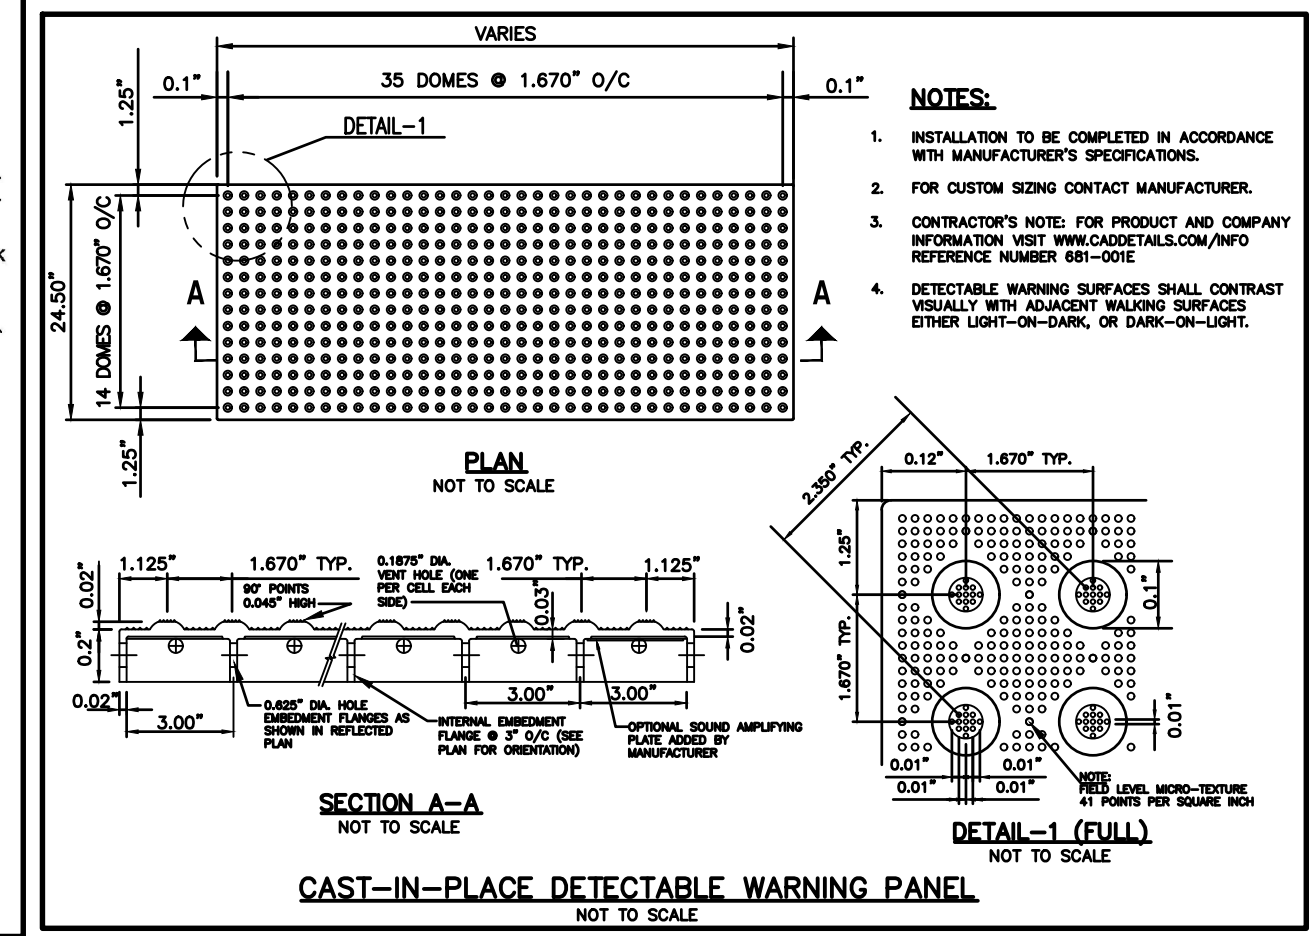 VARIES
0.1"
35 DOMES @ 1.670" O/C
0.1"
1.25"
DETAIL-1
24.50"
14 DOMES @ 1.670" O/C
A
A
1.25"
PLAN
NOT TO SCALE
NOTES:
1. INSTALLATION TO BE COMPLETED IN ACCORDANCE
WITH MANUFACTURER'S SPECIFICATIONS.
2. FOR CUSTOM SIZING CONTACT MANUFACTURER.
3. CONTRACTOR'S NOTE: FOR PRODUCT AND COMPANY
INFORMATION VISIT WWW.CADDETAILS.COM/INFO
REFERENCE NUMBER 681-001E
4. DETECTABLE WARNING SURFACES SHALL CONTRAST
VISUALLY WITH ADJACENT WALKING SURFACES
EITHER LIGHT-ON-DARK, OR DARK-ON-LIGHT.
1.125"
1.670" TYP.
0.1875" DIA.
VENT HOLE (ONE
PER CELL EACH
SIDE)
1.670" TYP.
1.125"
90° POINTS
0.045" HIGH
0.02"
0.03"
0.2"
0.02"
0.02"
3.00"
3.00"
3.00"
0.625" DIA. HOLE
EMBEDMENT FLANGES AS
SHOWN IN REFLECTED
PLAN
INTERNAL EMBEDMENT
FLANGE @ 3" O/C (SEE
PLAN FOR ORIENTATION)
OPTIONAL SOUND AMPLIFYING
PLATE ADDED BY
MANUFACTURER
SECTION A-A
NOT TO SCALE
2.350" TYP.
0.12"
1.670" TYP.
1.25"
0.1"
1.670" TYP.
0.01"
0.01"
0.01"
0.01"
0.01"
NOTE:
FIELD LEVEL MICRO-TEXTURE
41 POINTS PER SQUARE INCH
DETAIL-1 (FULL)
NOT TO SCALE
CAST-IN-PLACE DETECTABLE WARNING PANEL
NOT TO SCALE